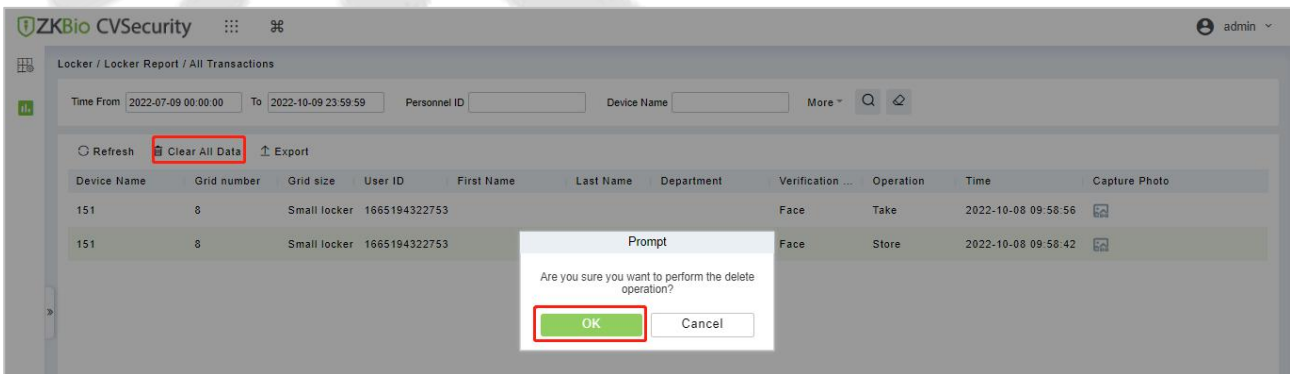 ZKBio CVSecurity admin
Locker / Locker Report / All Transactions
Time From 2022-07-09 00:00:00 To 2022-10-09 23:59:59 Personnel ID Device Name More
Refresh Clear All Data Export
Device Name Grid number Grid size User ID First Name Last Name Department Verification ... Operation Time Capture Photo
151 8 Small locker 1665194322753 Face Take 2022-10-08 09:58:56
151 8 Small locker 1665194322753 Face Store 2022-10-08 09:58:42
Prompt
Are you sure you want to perform the delete
operation?
OK Cancel